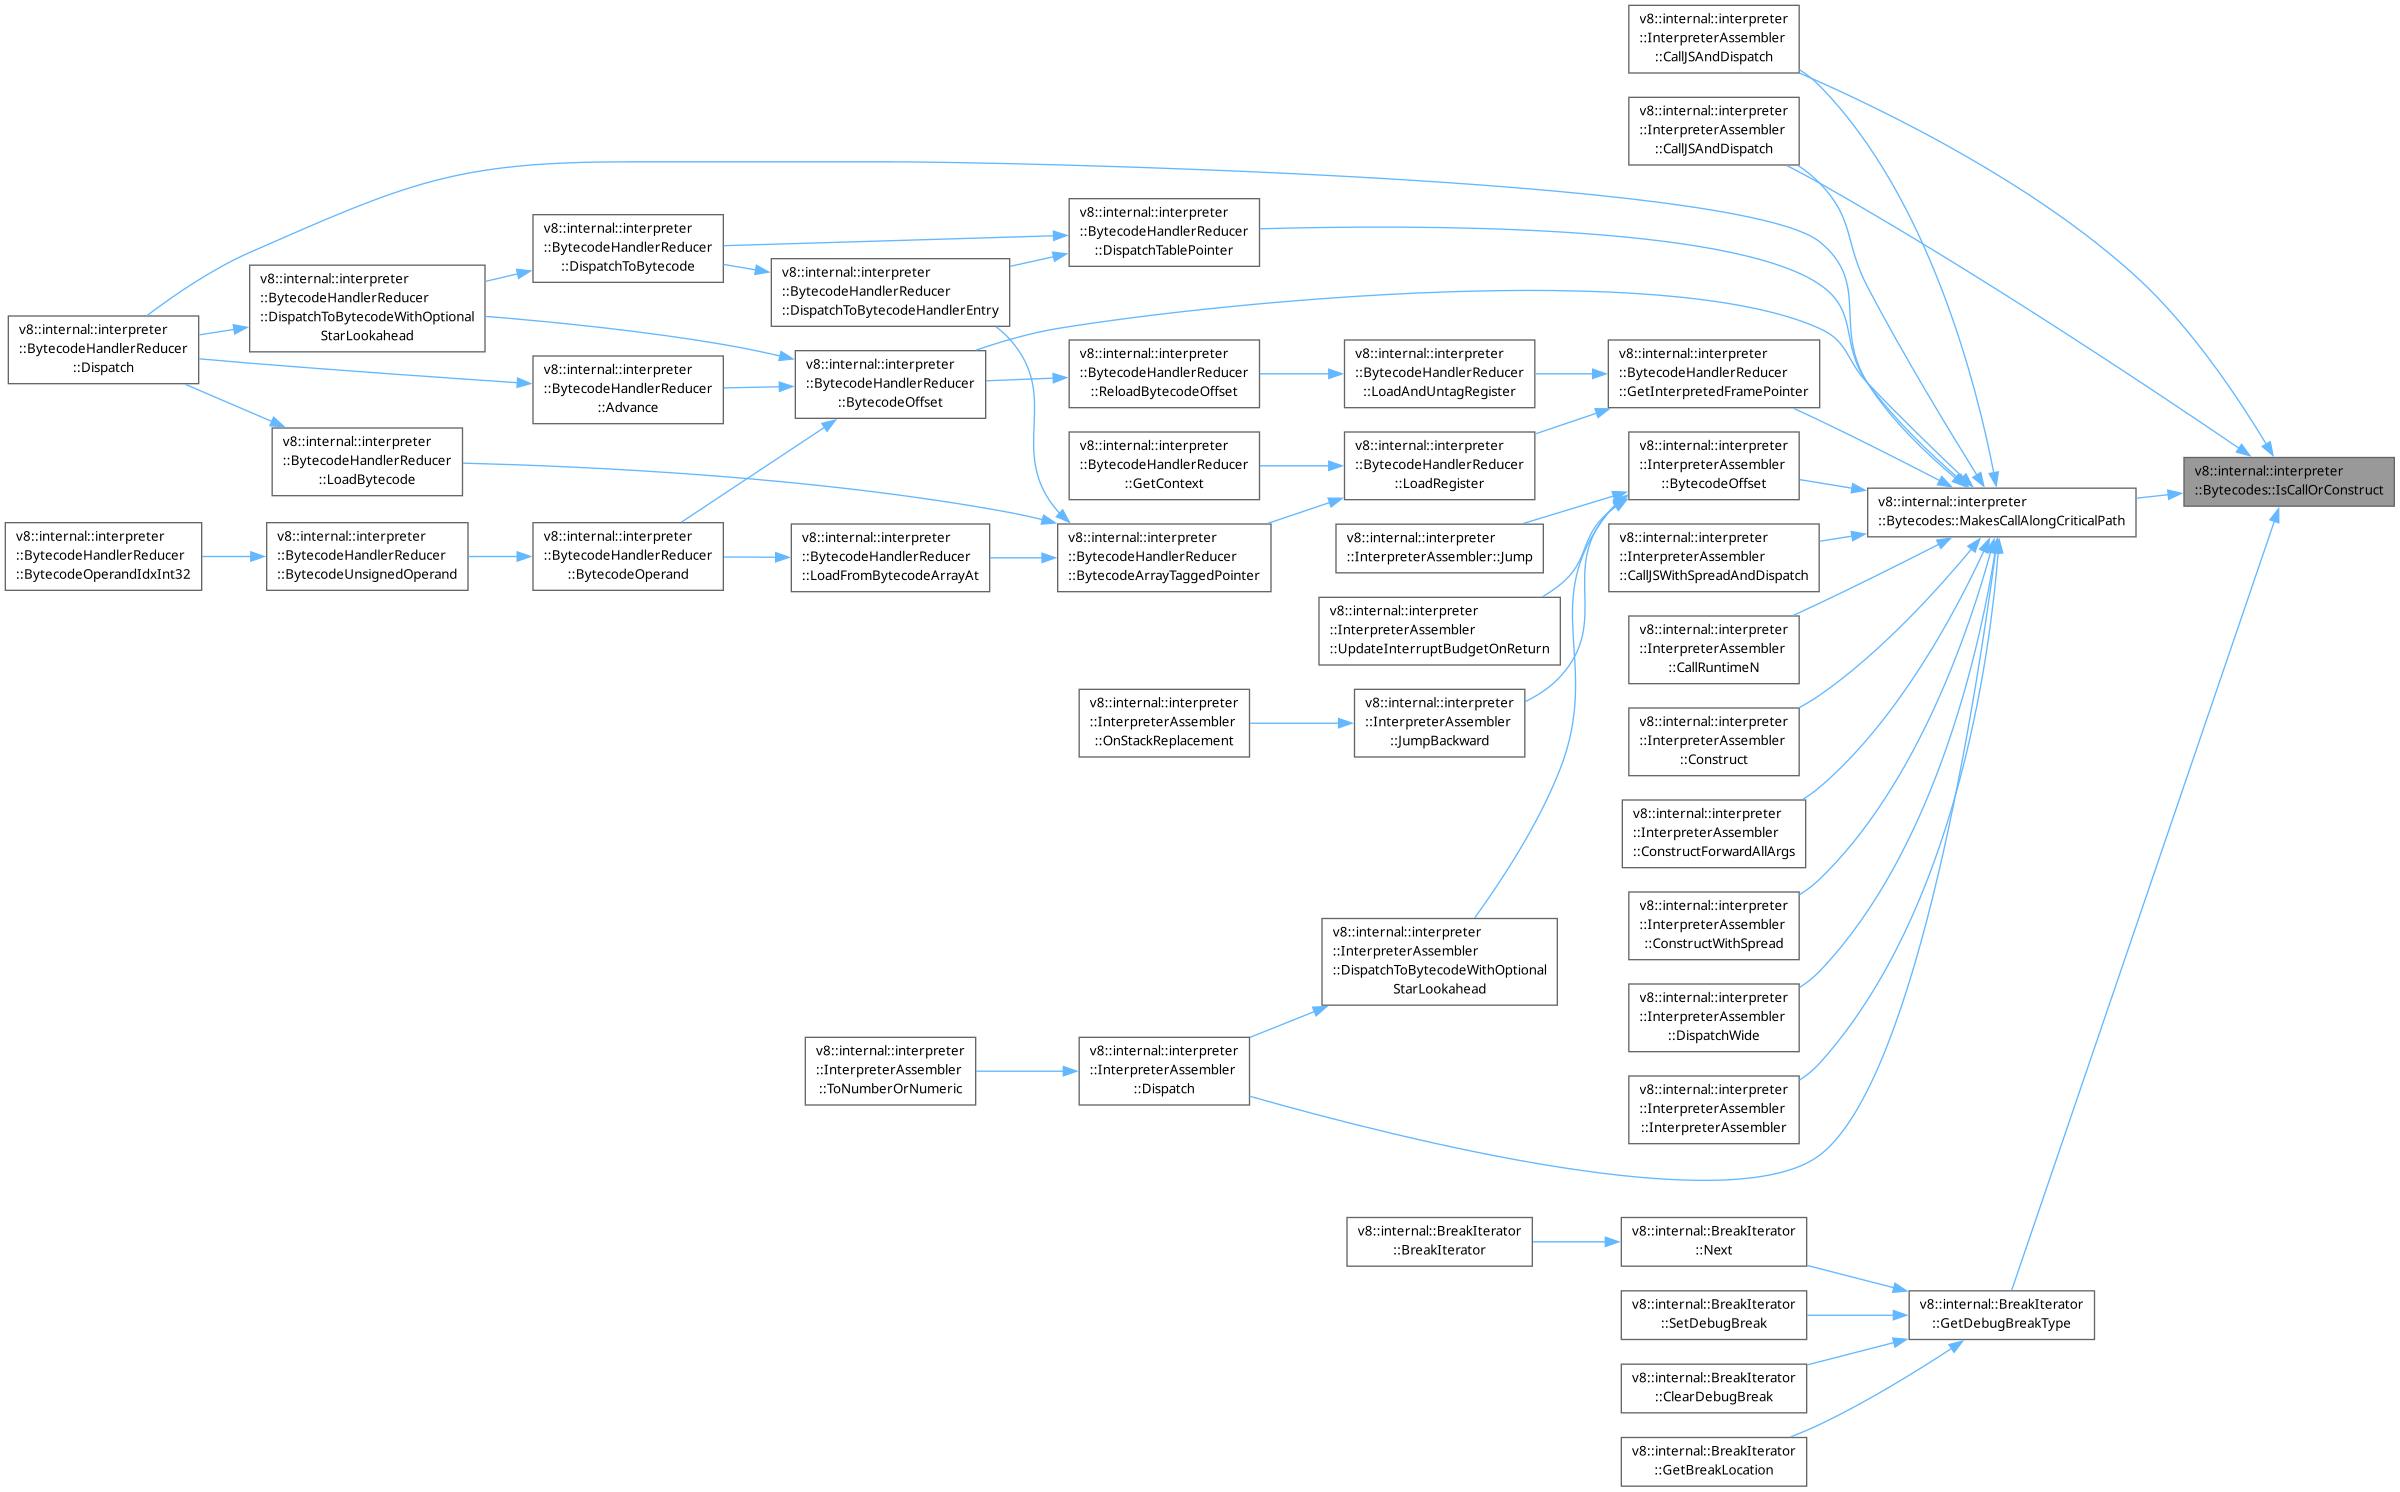 v8::internal::interpreter
::InterpreterAssembler
::CallJSAndDispatch
v8::internal::interpreter
::InterpreterAssembler
::CallJSAndDispatch
v8::internal::interpreter
::BytecodeHandlerReducer
::DispatchTablePointer
v8::internal::interpreter
::BytecodeHandlerReducer
::DispatchToBytecode
v8::internal::interpreter
::BytecodeHandlerReducer
::DispatchToBytecodeHandlerEntry
v8::internal::interpreter
::BytecodeHandlerReducer
::DispatchToBytecodeWithOptional
StarLookahead
v8::internal::interpreter
::BytecodeHandlerReducer
::Dispatch
v8::internal::interpreter
::BytecodeHandlerReducer
::Advance
v8::internal::interpreter
::BytecodeHandlerReducer
::BytecodeOffset
v8::internal::interpreter
::BytecodeHandlerReducer
::ReloadBytecodeOffset
v8::internal::interpreter
::BytecodeHandlerReducer
::LoadAndUntagRegister
v8::internal::interpreter
::BytecodeHandlerReducer
::GetInterpretedFramePointer
v8::internal::interpreter
::BytecodeHandlerReducer
::LoadBytecode
v8::internal::interpreter
::BytecodeHandlerReducer
::GetContext
v8::internal::interpreter
::BytecodeHandlerReducer
::LoadRegister
v8::internal::interpreter
::InterpreterAssembler
::BytecodeOffset
v8::internal::interpreter
::Bytecodes::IsCallOrConstruct
v8::internal::interpreter
::Bytecodes::MakesCallAlongCriticalPath
v8::internal::interpreter
::BytecodeHandlerReducer
::BytecodeOperandIdxInt32
v8::internal::interpreter
::BytecodeHandlerReducer
::BytecodeUnsignedOperand
v8::internal::interpreter
::BytecodeHandlerReducer
::BytecodeOperand
v8::internal::interpreter
::BytecodeHandlerReducer
::LoadFromBytecodeArrayAt
v8::internal::interpreter
::BytecodeHandlerReducer
::BytecodeArrayTaggedPointer
v8::internal::interpreter
::InterpreterAssembler::Jump
v8::internal::interpreter
::InterpreterAssembler
::CallJSWithSpreadAndDispatch
v8::internal::interpreter
::InterpreterAssembler
::UpdateInterruptBudgetOnReturn
v8::internal::interpreter
::InterpreterAssembler
::CallRuntimeN
v8::internal::interpreter
::InterpreterAssembler
::OnStackReplacement
v8::internal::interpreter
::InterpreterAssembler
::JumpBackward
v8::internal::interpreter
::InterpreterAssembler
::Construct
v8::internal::interpreter
::InterpreterAssembler
::ConstructForwardAllArgs
v8::internal::interpreter
::InterpreterAssembler
::ConstructWithSpread
v8::internal::interpreter
::InterpreterAssembler
::DispatchToBytecodeWithOptional
StarLookahead
v8::internal::interpreter
::InterpreterAssembler
::DispatchWide
v8::internal::interpreter
::InterpreterAssembler
::ToNumberOrNumeric
v8::internal::interpreter
::InterpreterAssembler
::Dispatch
v8::internal::interpreter
::InterpreterAssembler
::InterpreterAssembler
v8::internal::BreakIterator
::BreakIterator
v8::internal::BreakIterator
::Next
v8::internal::BreakIterator
::SetDebugBreak
v8::internal::BreakIterator
::GetDebugBreakType
v8::internal::BreakIterator
::ClearDebugBreak
v8::internal::BreakIterator
::GetBreakLocation